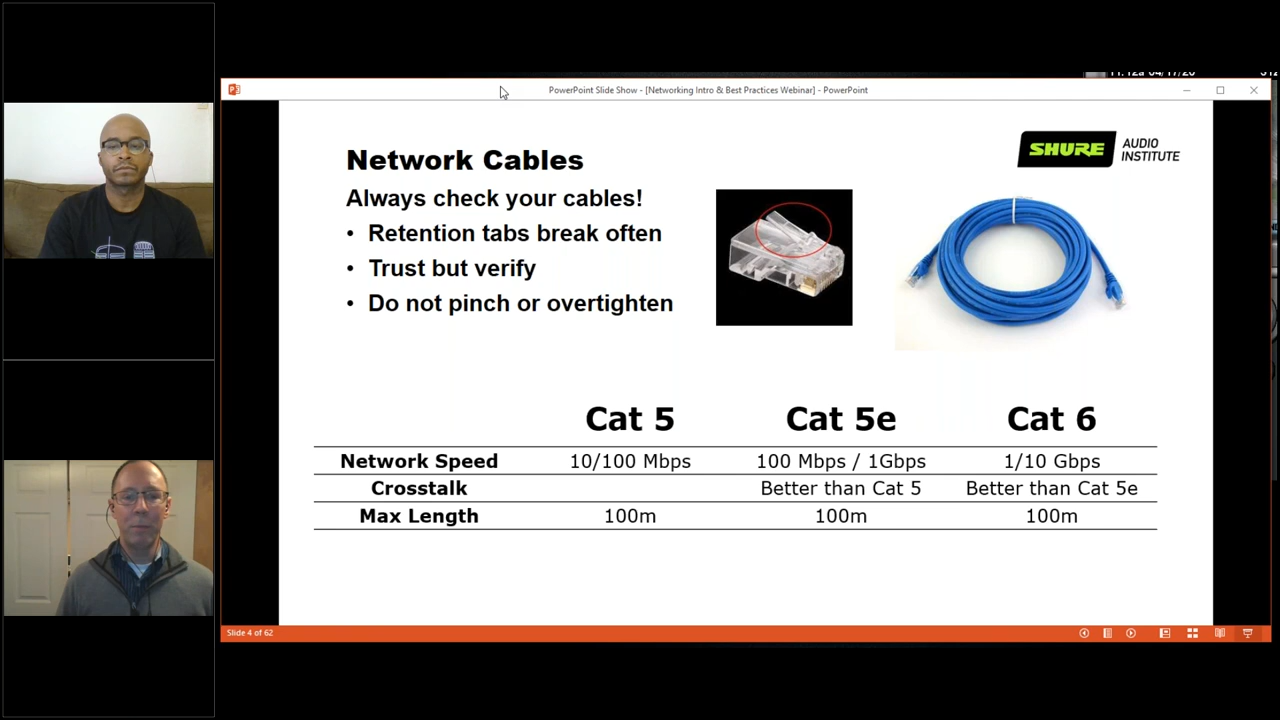 PowerPoint Slide Show - [Networking Intro & Best Practices Webinar] - PowerPoint
Network Cables
SHURE AUDIO INSTITUTE
Always check your cables!
• Retention tabs break often
• Trust but verify
• Do not pinch or overtighten
Cat 5 Cat 5e Cat 6
Network Speed 10/100 Mbps 100 Mbps / 1Gbps 1/10 Gbps
Crosstalk Better than Cat 5 Better than Cat 5e
Max Length 100m 100m 100m
Slide 4 of 62